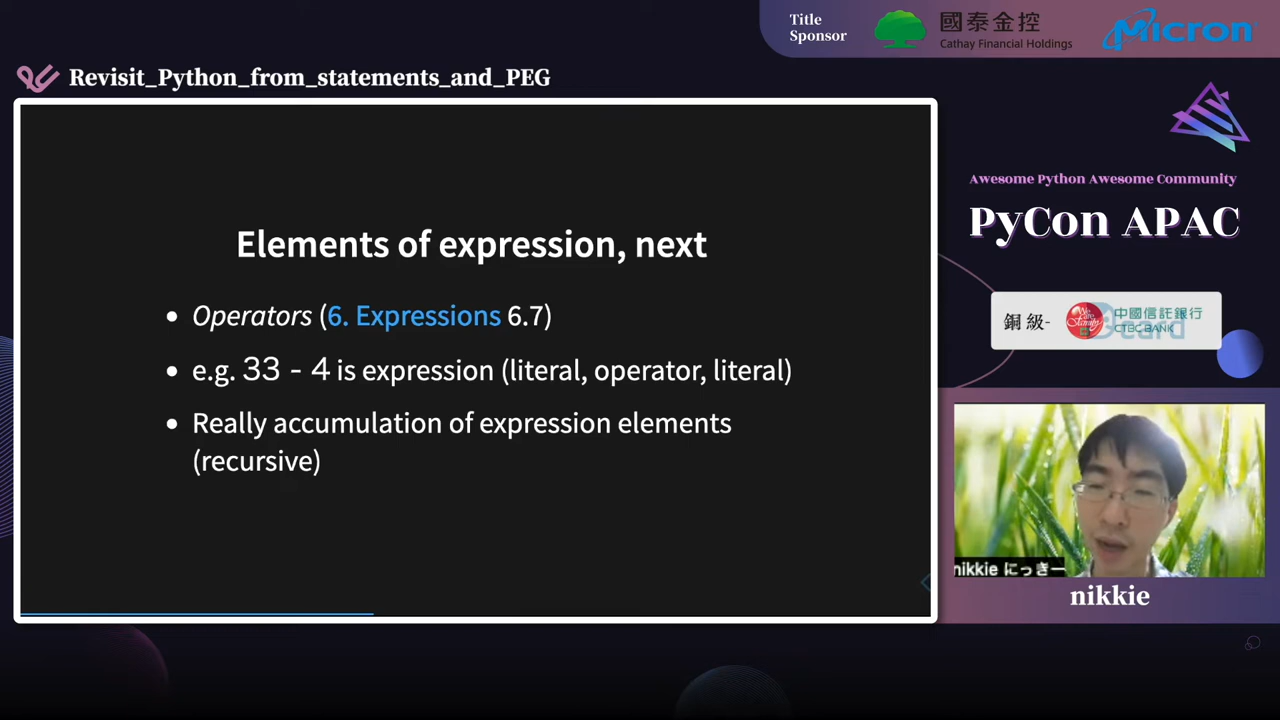 Title
Sponsor
國泰金控
Cathay Financial Holdings
Micron
Revisit_Python_from_statements_and_PEG
Elements of expression, next
Operators (6. Expressions 6.7)
e.g. 33 - 4 is expression (literal, operator, literal)
Really accumulation of expression elements
(recursive)
Awesome Python Awesome Community
PyCon APAC
銅級-
中國信託銀行
CTBC BANK
nikkie にっきー
nikkie